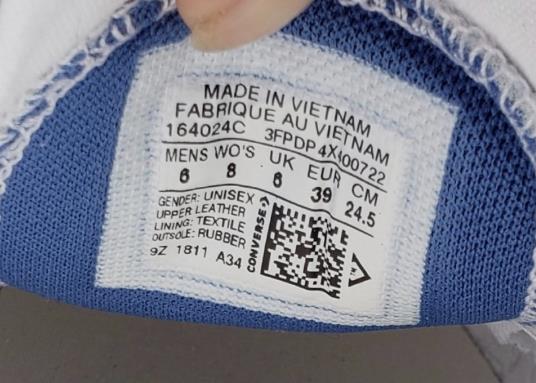 MADE IN VIETNAM
FABRIQUE AU VIETNAM
164024C 3FPDP4X400722
MENS WO'S UK EUR CM
6 8 6 39 24.5
GENDER: UNISEX
UPPER LEATHER
LINING: TEXTILE
OUTSOLE: RUBBER
9Z 1811 A34
CONVERSE